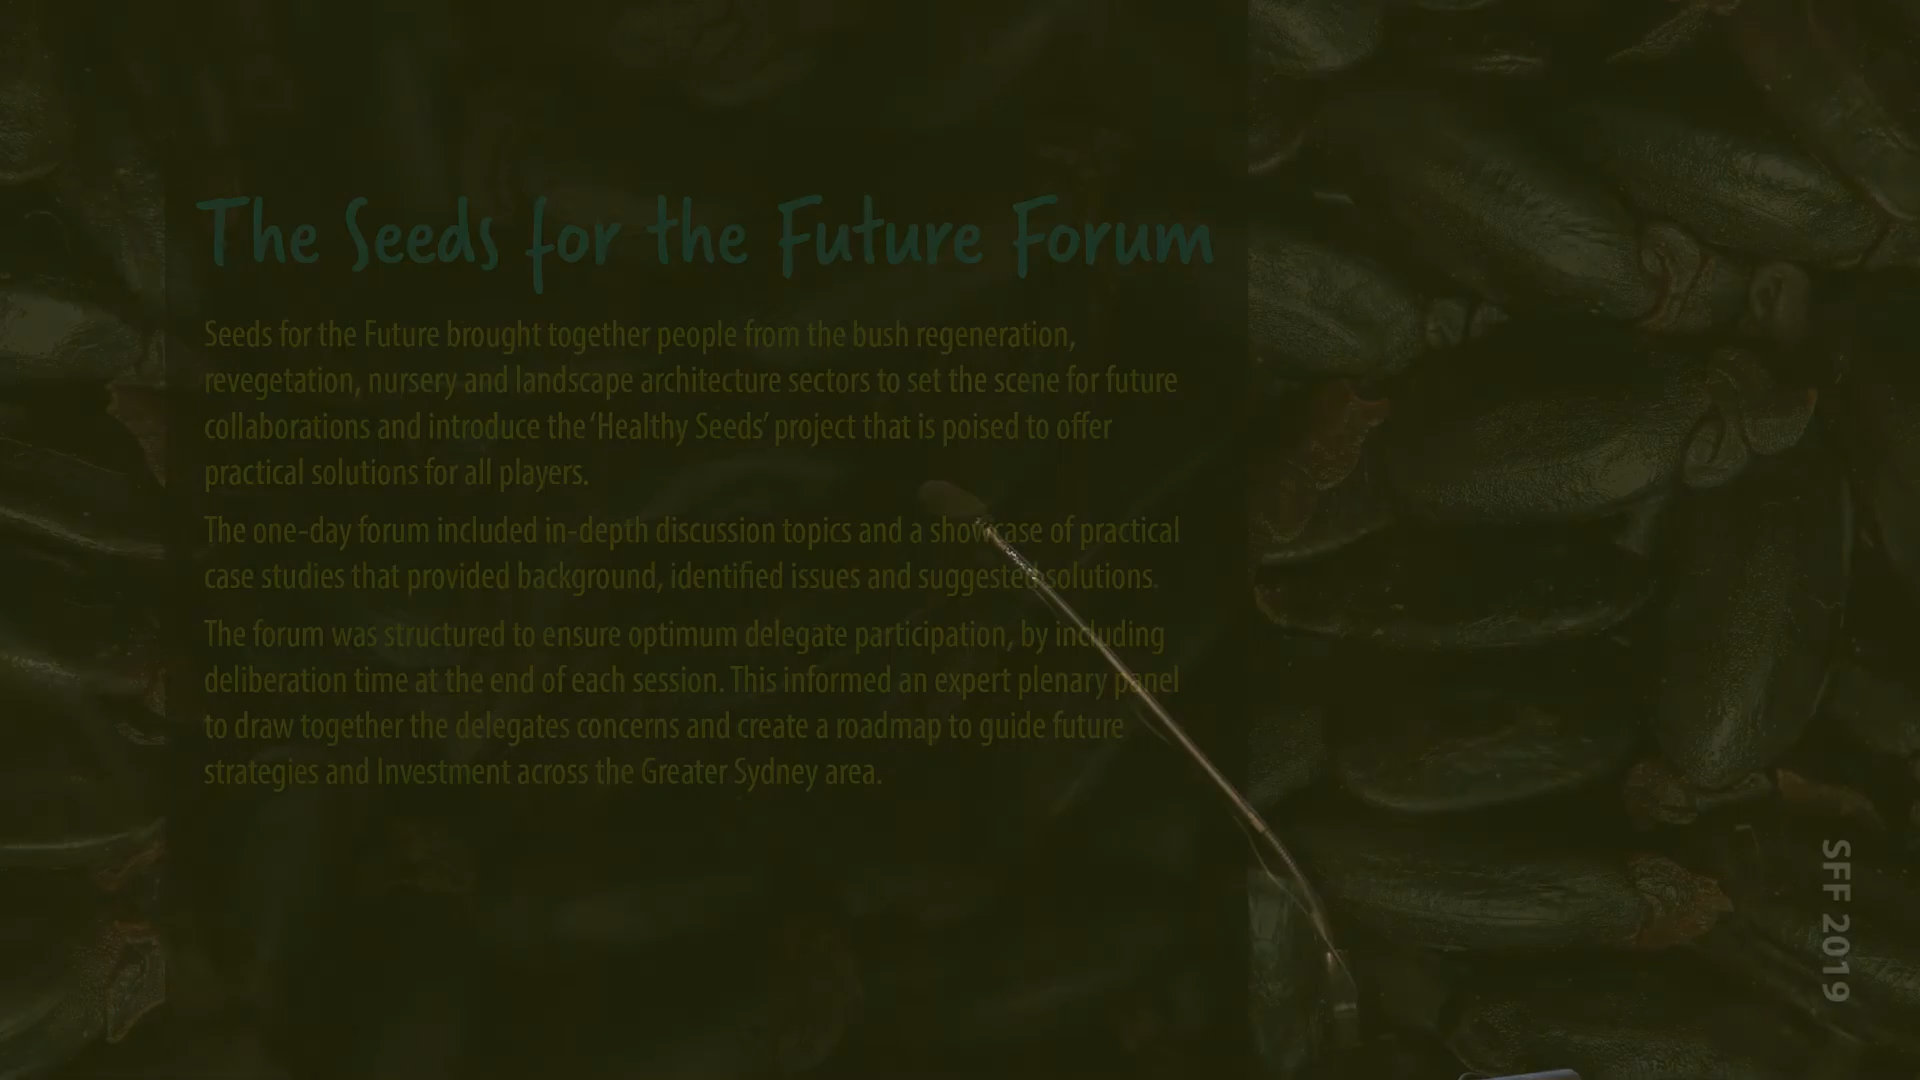 The Seeds for the Future Forum
Seeds for the Future brought together people from the bush regeneration,
revegetation, nursery and landscape architecture sectors to set the scene for future
collaborations and introduce the ‘Healthy Seeds’ project that is poised to offer
practical solutions for all players.
The one-day forum included in-depth discussion topics and a showcase of practical
case studies that provided background, identified issues and suggested solutions.
The forum was structured to ensure optimum delegate participation, by including
deliberation time at the end of each session. This informed an expert plenary panel
to draw together the delegates concerns and create a roadmap to guide future
strategies and Investment across the Greater Sydney area.
SFF 2019